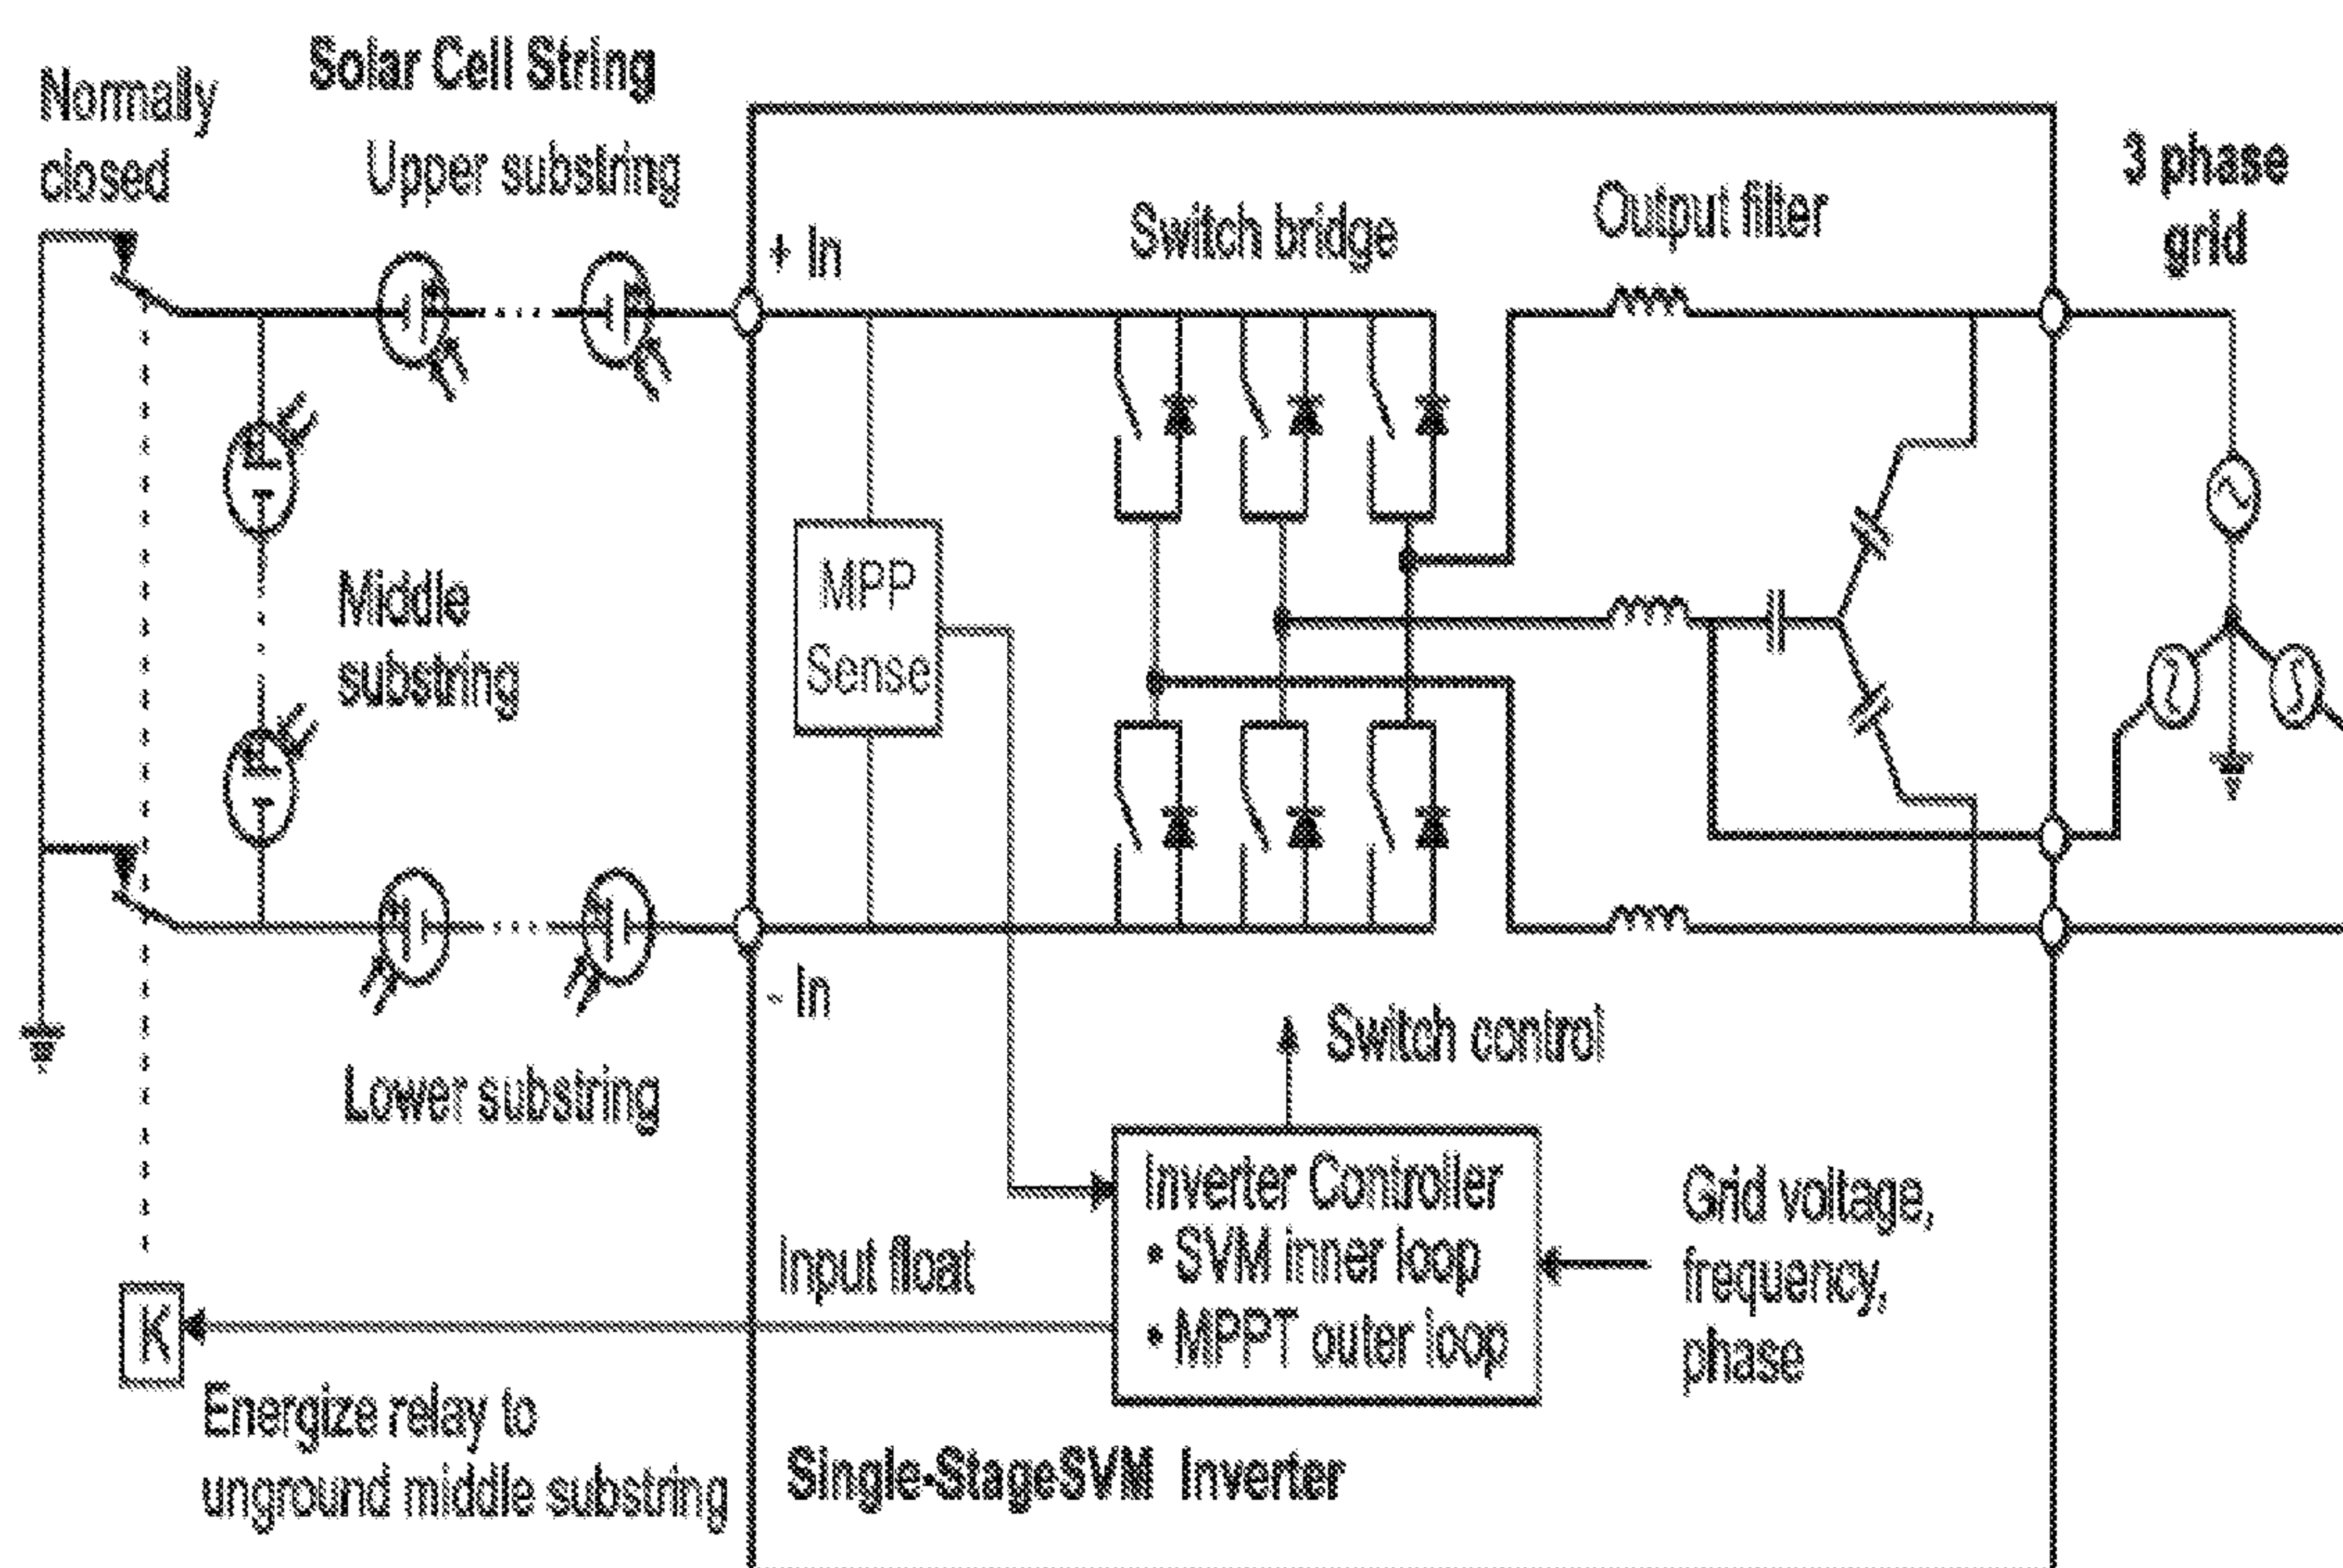 Solar Cell String
Normally
closed
Upper substring
3 phase
grid
+ In
Switch bridge
Output filter
MPP
Sense
Middle
substring
- In
Switch control
Lower substring
Inverter Controller
• SVM inner loop
• MPPT outer loop
Grid voltage,
frequency,
phase
Input float
K
Energize relay to
unground middle substring
Single-StageSVM Inverter